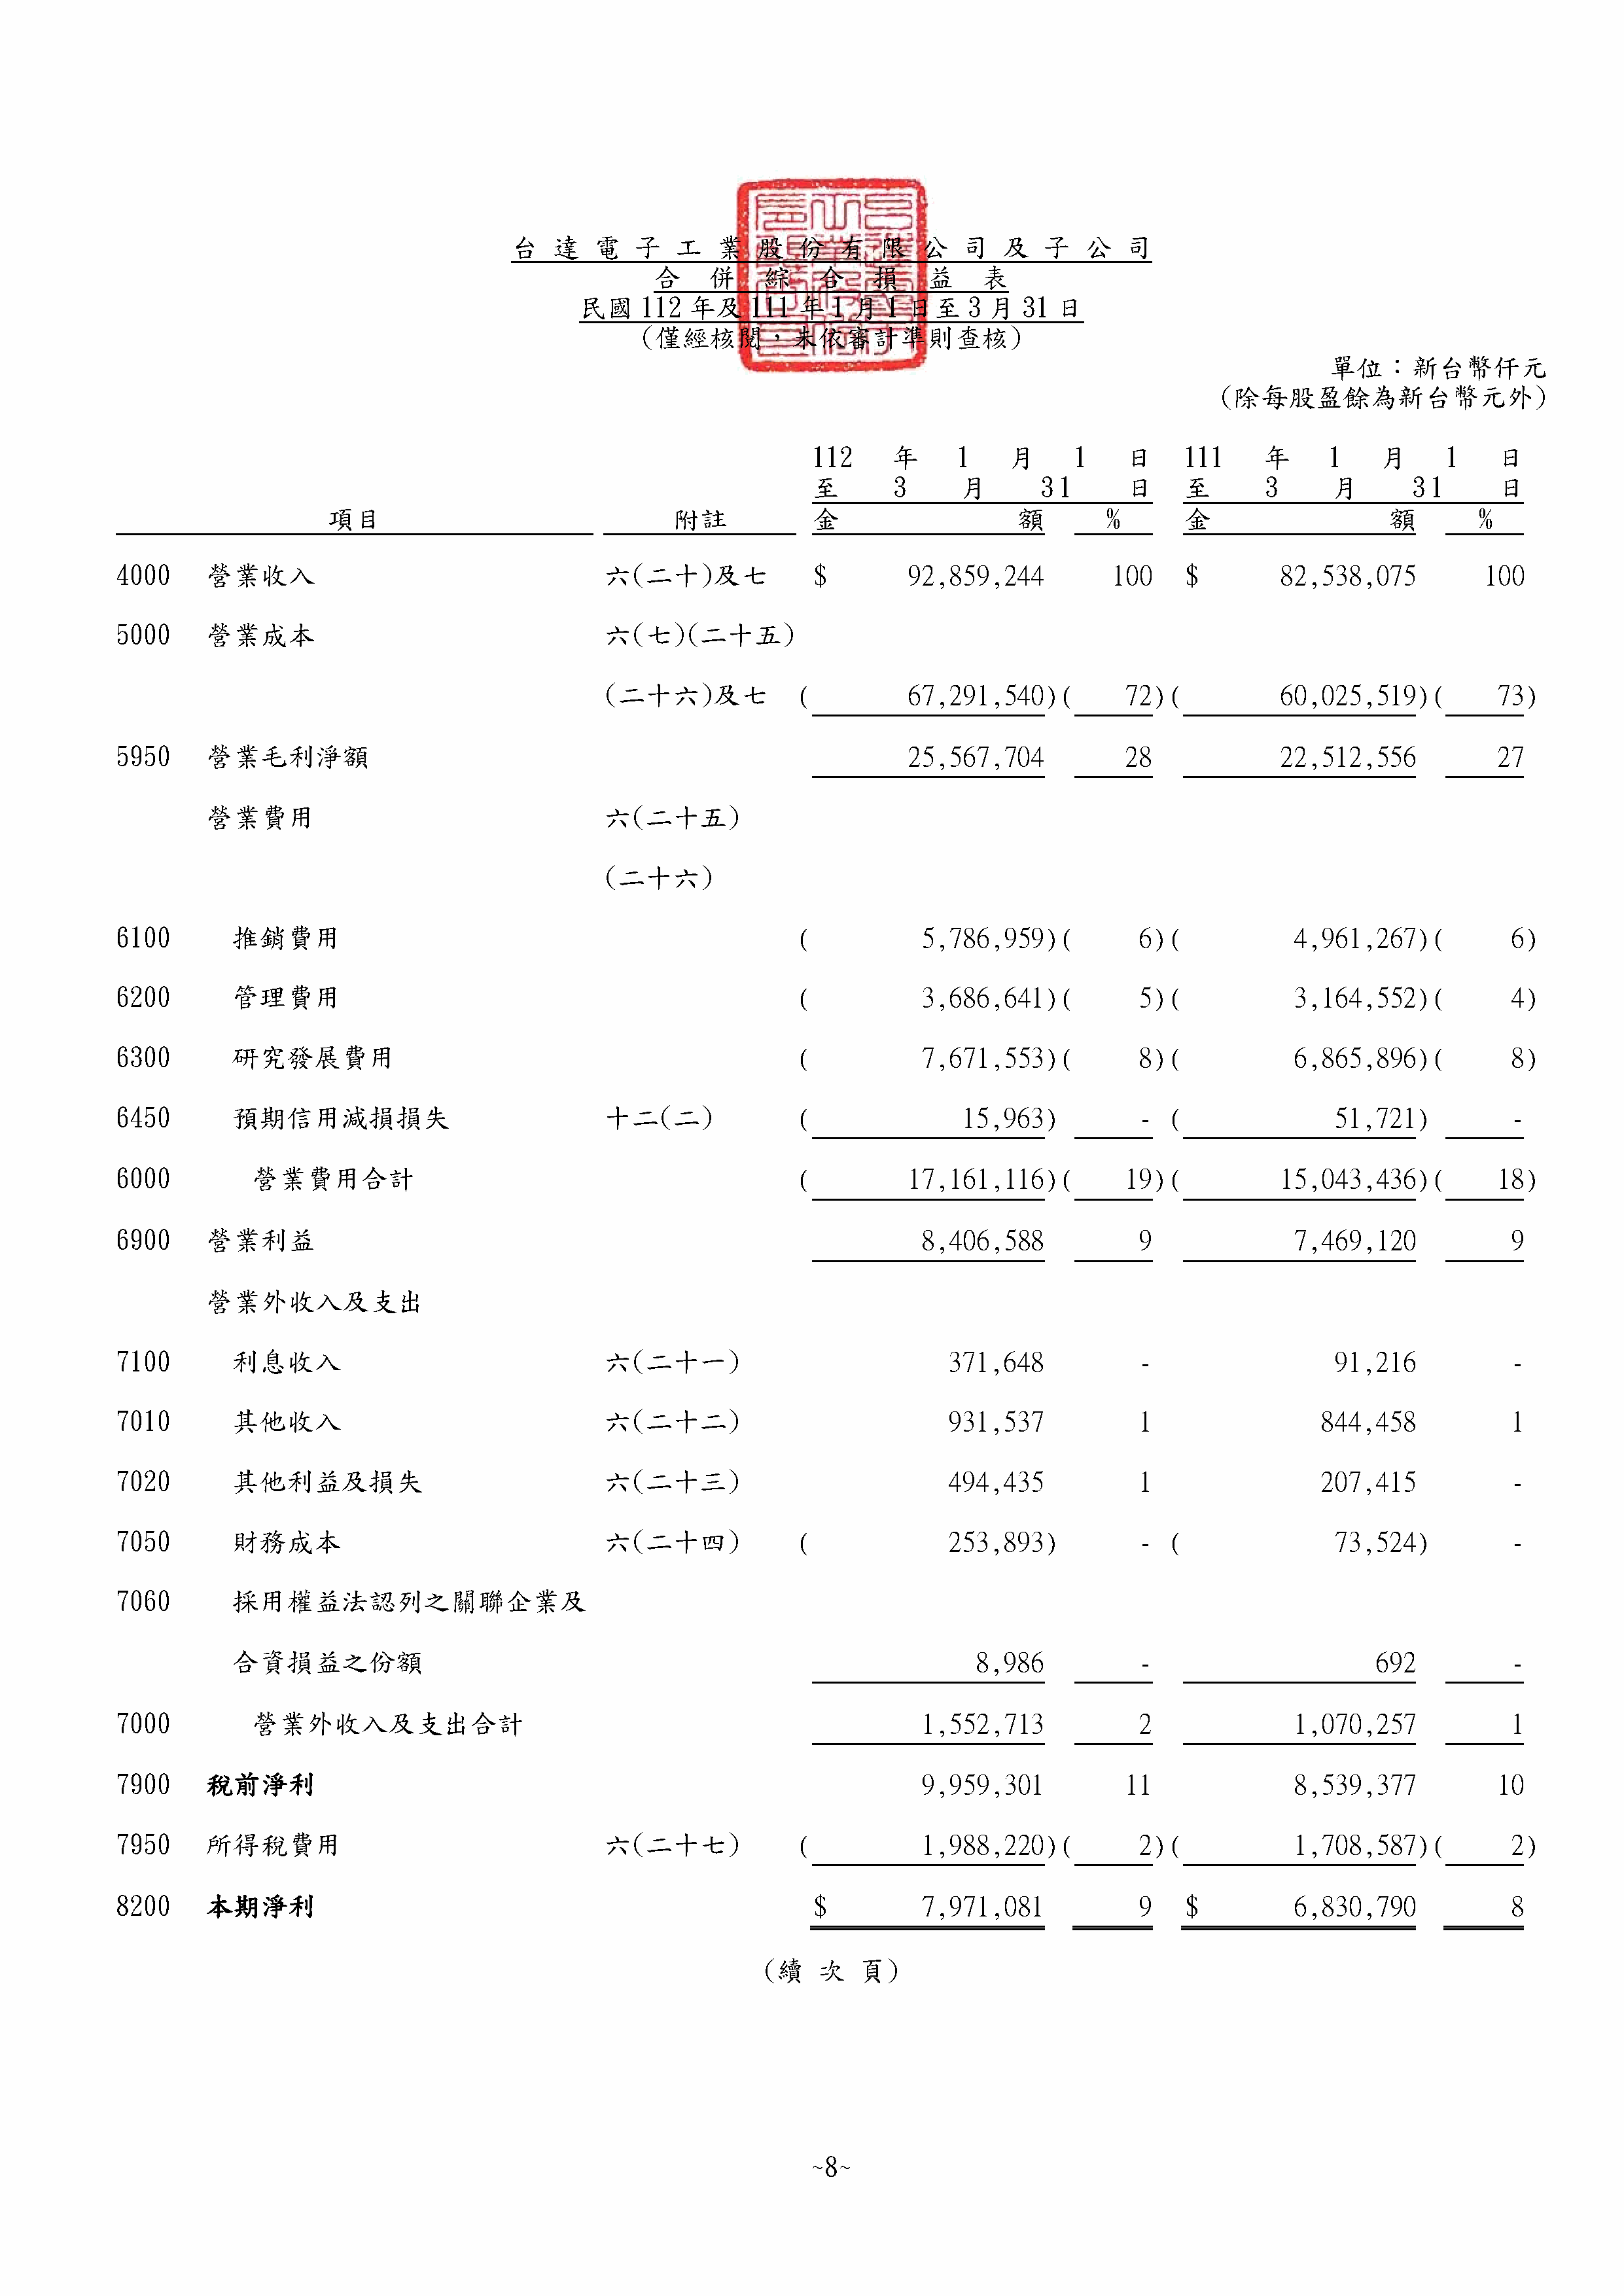 台達電子工業股份有限公司及子公司
合併綜合損益表
民國112年及111年1月1日至3月31日
(僅經核閱，未依審計準則查核)
單位：新台幣仟元
(除每股盈餘為新台幣元外)
112 年 1 月 1 日 111 年 1 月 1 日
至 3 月 31 日 至 3 月 31 日
項目 附註 金 額 % 金 額 %
4000 營業收入 六(二十)及七 $ 92,859,244 100 $ 82,538,075 100
5000 營業成本 六(七)(二十五)
(二十六)及七 ( 67,291,540)( 72)( 60,025,519)( 73)
5950 營業毛利淨額 25,567,704 28 22,512,556 27
營業費用 六(二十五)
(二十六)
6100 推銷費用 ( 5,786,959)( 6)( 4,961,267)( 6)
6200 管理費用 ( 3,686,641)( 5)( 3,164,552)( 4)
6300 研究發展費用 ( 7,671,553)( 8)( 6,865,896)( 8)
6450 預期信用減損損失 十二(二) ( 15,963) - ( 51,721) -
6000 營業費用合計 ( 17,161,116)( 19)( 15,043,436)( 18)
6900 營業利益 8,406,588 9 7,469,120 9
營業外收入及支出
7100 利息收入 六(二十一) 371,648 - 91,216 -
7010 其他收入 六(二十二) 931,537 1 844,458 1
7020 其他利益及損失 六(二十三) 494,435 1 207,415 -
7050 財務成本 六(二十四) ( 253,893) - ( 73,524) -
7060 採用權益法認列之關聯企業及
合資損益之份額 8,986 - 692 -
7000 營業外收入及支出合計 1,552,713 2 1,070,257 1
7900 稅前淨利 9,959,301 11 8,539,377 10
7950 所得稅費用 六(二十七) ( 1,988,220)( 2)( 1,708,587)( 2)
8200 本期淨利 $ 7,971,081 9 $ 6,830,790 8
(續 次 頁)
~8~